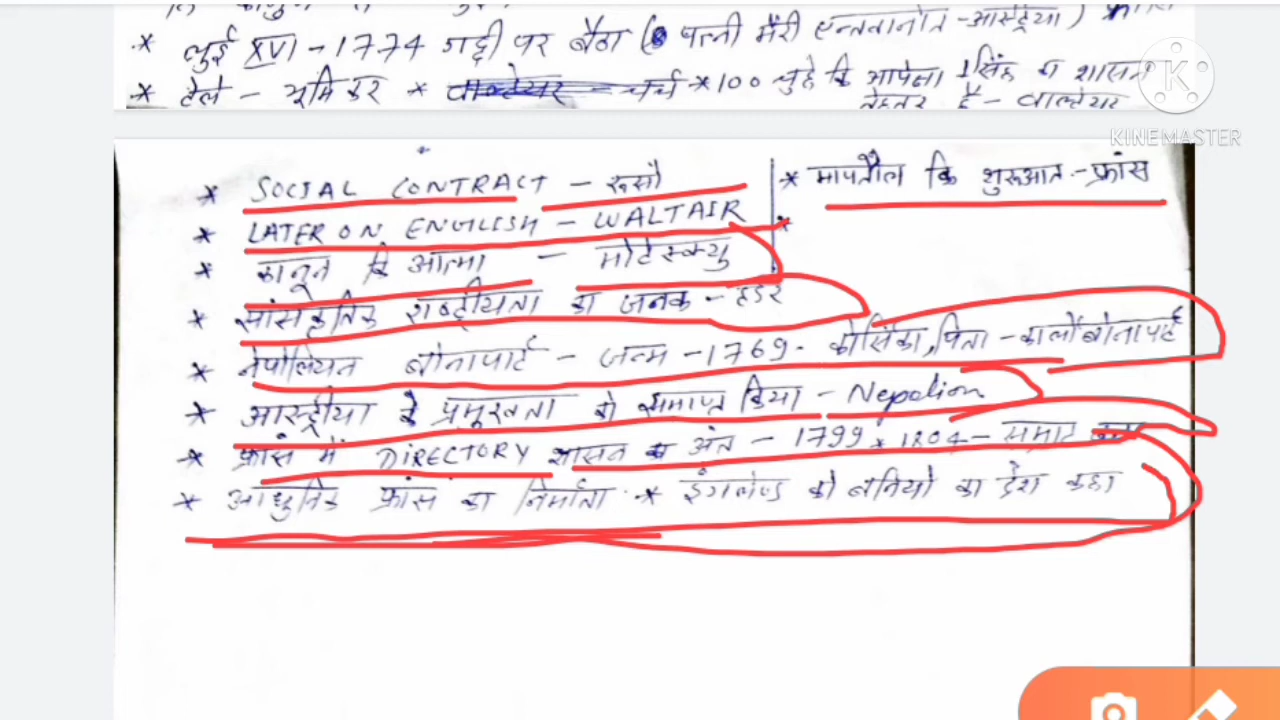 * लुई XVI - 1774 गद्दी पर बैठा ( पत्नी मैरी एन्तवानोत - आस्ट्रिया )
* टैले - भूमिकर * चर्च * 100 चुहे कि आपेक्षा 1 सिंह का शासन
बेहतर है - वाल्टेयर
KINEMASTER
* SOCIAL CONTRACT - रूसो
* मापतौल कि शुरूआत - फ्रांस
* LATER ON ENGLISH - WALTAIR
*
* कानून कि आत्मा - मोंटेस्क्यु
* सांस्कृतिक राष्ट्रीयता का जनक - हर्डर
* नेपोलियन बोनापार्ट - जन्म - 1769 - कोर्सिका, पिता - कार्लो बोनापार्ट
* आस्ट्रीया के प्रमुखता को समाप्त किया - Nepolion
* फ्रांस में DIRECTORY शासन का अंत - 1799 * 1804 - सम्राट
* आधुनिक फ्रांस का निर्माता * इंगलैण्ड को बनियो का देश कहा